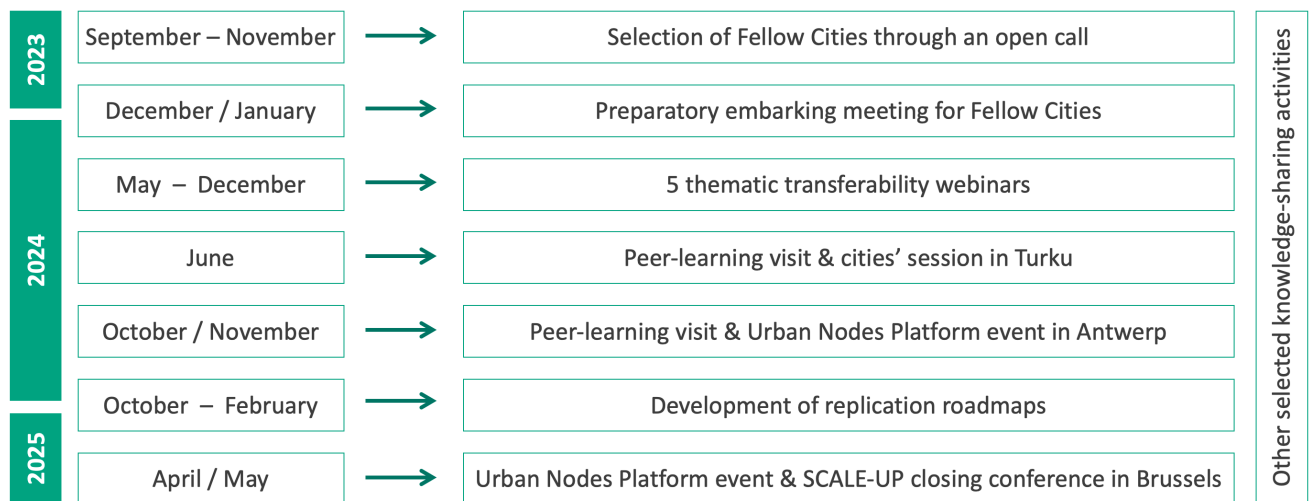 2023
September – November
Selection of Fellow Cities through an open call
December / January
Preparatory embarking meeting for Fellow Cities
2024
May – December
5 thematic transferability webinars
June
Peer-learning visit & cities’ session in Turku
October / November
Peer-learning visit & Urban Nodes Platform event in Antwerp
October – February
Development of replication roadmaps
2025
April / May
Urban Nodes Platform event & SCALE-UP closing conference in Brussels
Other selected knowledge-sharing activities